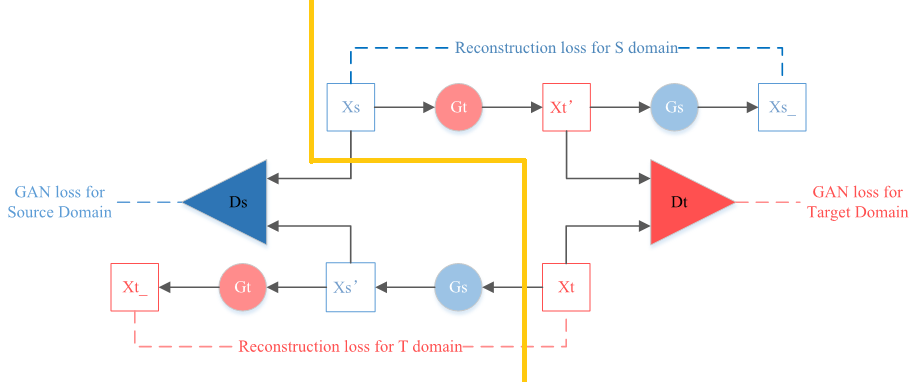 Reconstruction loss for S domain
Xs
Gt
Xt’
Gs
Xs_
GAN loss for
Source Domain
Ds
Dt
GAN loss for
Target Domain
Xt_
Gt
Xs’
Gs
Xt
Reconstruction loss for T domain